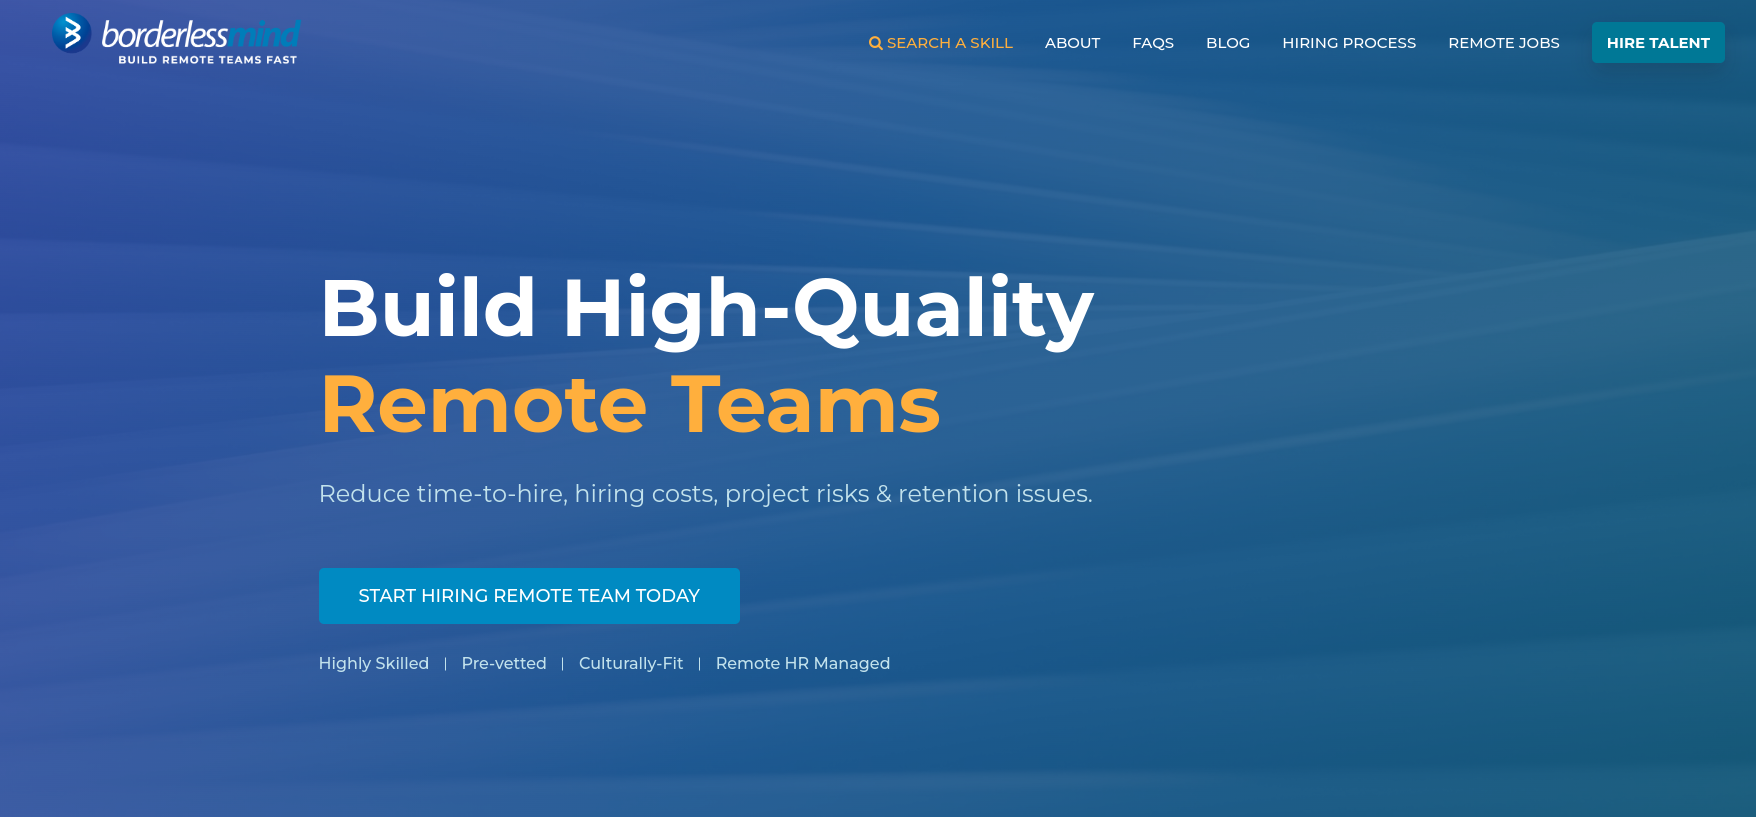 borderlessmind
BUILD REMOTE TEAMS FAST
SEARCH A SKILL
ABOUT
FAQS
BLOG
HIRING PROCESS
REMOTE JOBS
HIRE TALENT
Build High-Quality
Remote Teams
Reduce time-to-hire, hiring costs, project risks & retention issues.
START HIRING REMOTE TEAM TODAY
Highly Skilled | Pre-vetted | Culturally-Fit | Remote HR Managed